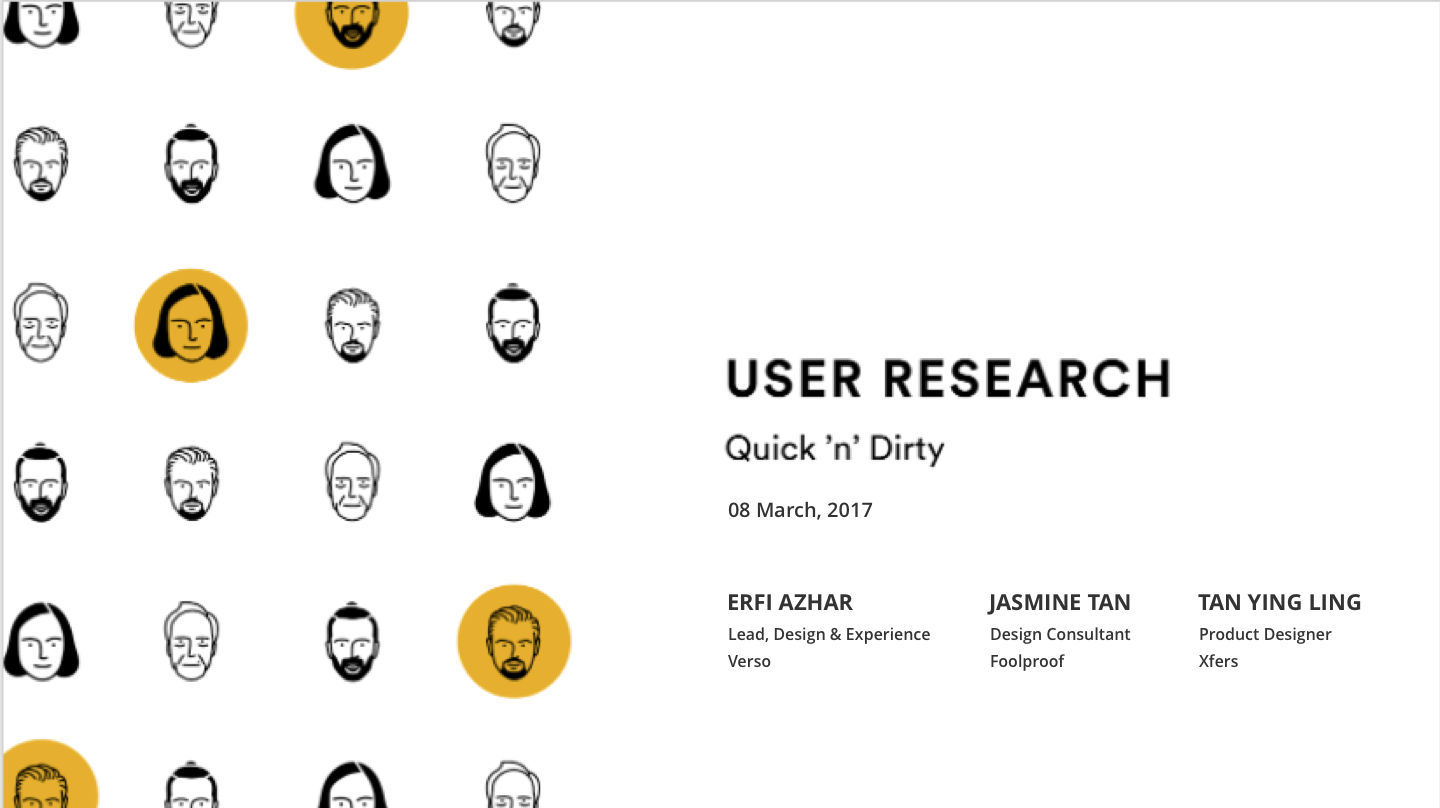 USER RESEARCH
Quick ’n’ Dirty
08 March, 2017
ERFI AZHAR
Lead, Design & Experience
Verso
JASMINE TAN
Design Consultant
Foolproof
TAN YING LING
Product Designer
Xfers